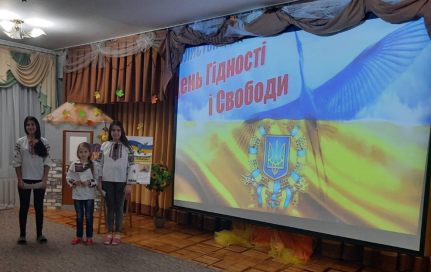 ень Гідності
і Свободи